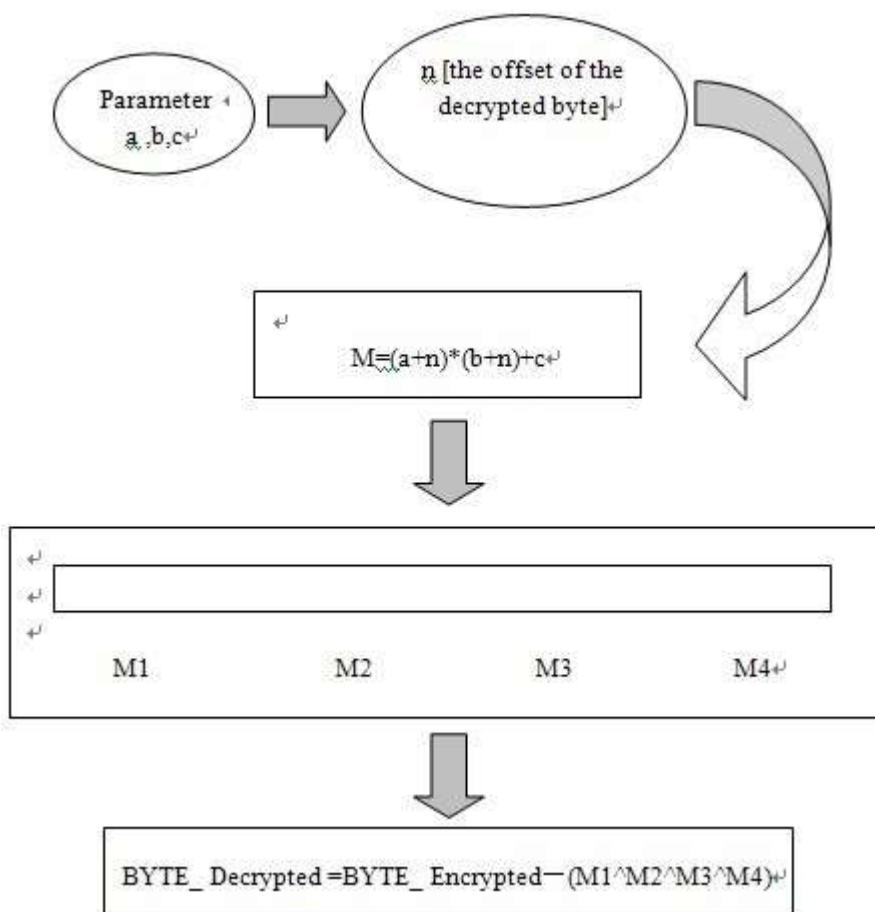 Parameter
a ,b,c
n [the offset of the
decrypted byte]
M=(a+n)*(b+n)+c
M1 M2 M3 M4
BYTE_ Decrypted =BYTE_ Encrypted—(M1^M2^M3^M4)